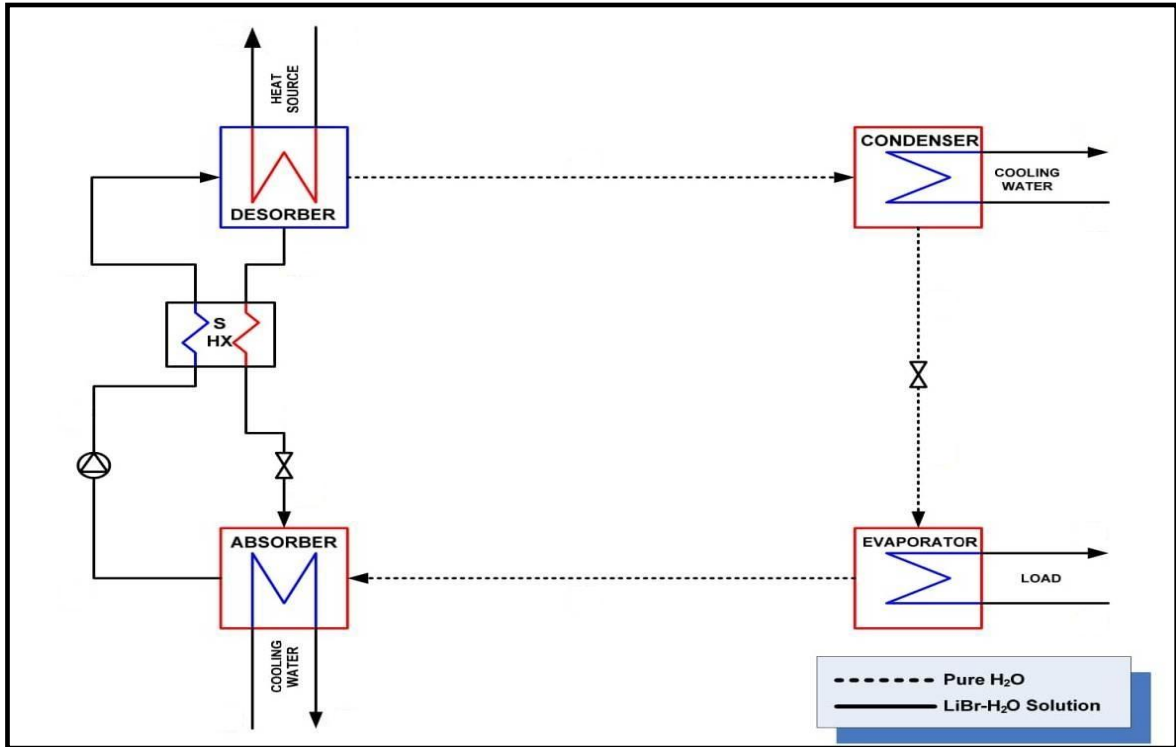 HEAT
SOURCE
DESORBER
CONDENSER
COOLING
WATER
S
HX
ABSORBER
COOLING
WATER
EVAPORATOR
LOAD
Pure H₂O
LiBr-H₂O Solution